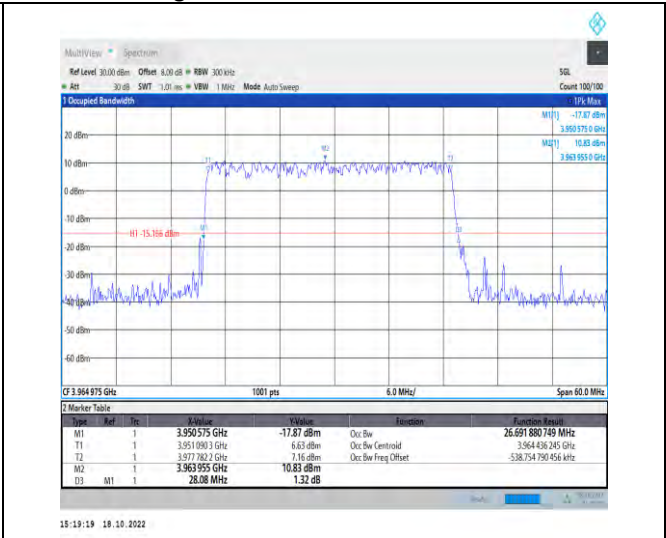 MultiView Spectrum
Ref Level 30.00 dBm Offset 8.09 dB RBW 300 kHz SGL
Att 30 dB SWT 1.01 ms VBW 1 MHz Mode Auto Sweep Count 100/100
1 Occupied Bandwidth 1Pk Max
M1[1] -17.87 dBm
3.950 575 0 GHz
20 dBm M2[1] 10.83 dBm
M2 3.963 955 0 GHz
10 dBm T1 T2
0 dBm
-10 dBm
H1 -15.166 dBm M1
-20 dBm
-30 dBm
-40 dBm
-50 dBm
-60 dBm
CF 3.964 975 GHz 1001 pts 6.0 MHz/ Span 60.0 MHz
2 Marker Table
Type Ref Trc X-Value Y-Value Function Function Result
M1 1 3.950 575 GHz -17.87 dBm Occ Bw 26.691 880 749 MHz
T1 1 3.951 090 3 GHz 6.63 dBm Occ Bw Centroid 3.964 436 245 GHz
T2 1 3.977 782 2 GHz 7.16 dBm Occ Bw Freq Offset -538.754 790 456 kHz
M2 1 3.963 955 GHz 10.83 dBm
D3 M1 1 28.08 MHz 1.32 dB
15:19:19 18.10.2022